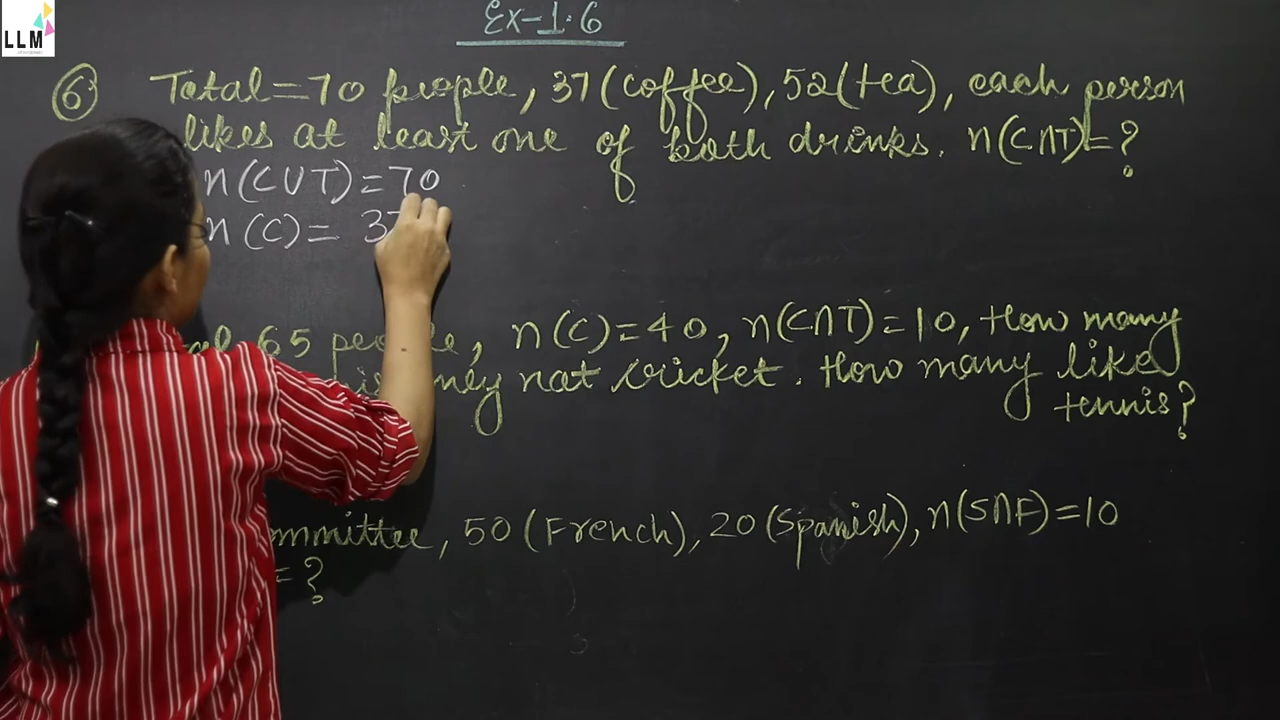 LLM
Ex-1.6
6 Total=70 people, 37(coffee), 52(tea), each person
likes at least one of both drinks. n(C∩T)=?
n(C∪T)=70
n(C)= 37
65 people, n(C)=40, n(C∩T)=10, How many
nat cricket. How many like
tennis?
mmittee, 50(French), 20(Spanish), n(S∩F)=10
=?